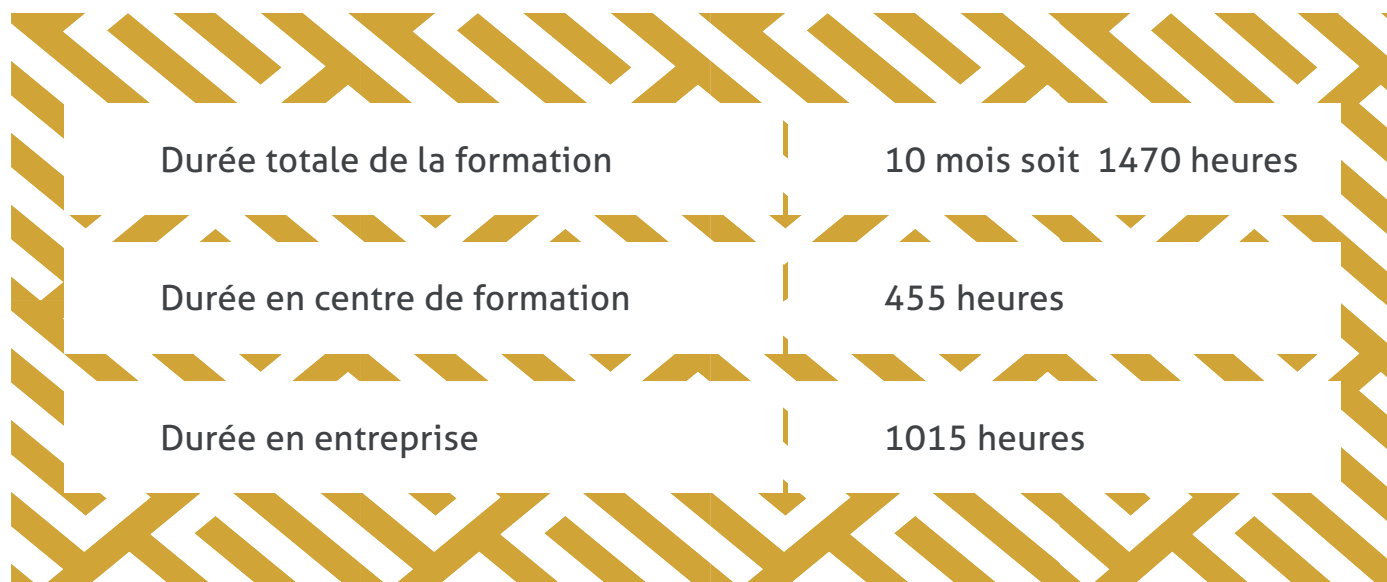 Durée totale de la formation 10 mois soit 1470 heures
Durée en centre de formation 455 heures
Durée en entreprise 1015 heures